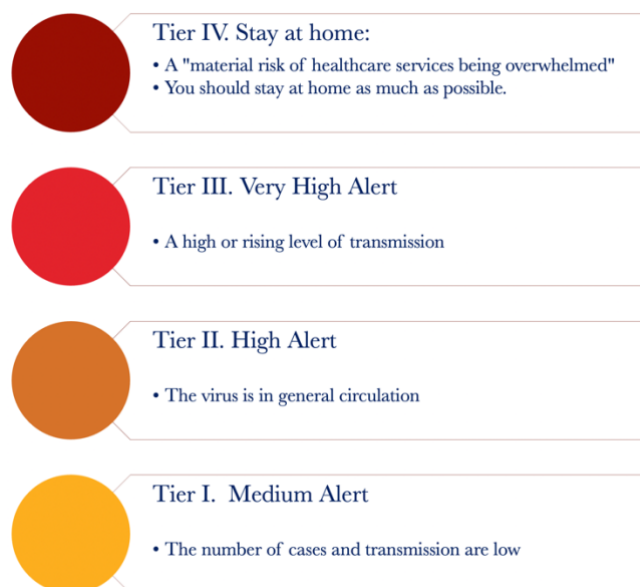 Tier IV. Stay at home:
• A "material risk of healthcare services being overwhelmed"
• You should stay at home as much as possible.
Tier III. Very High Alert
• A high or rising level of transmission
Tier II. High Alert
• The virus is in general circulation
Tier I.  Medium Alert
• The number of cases and transmission are low